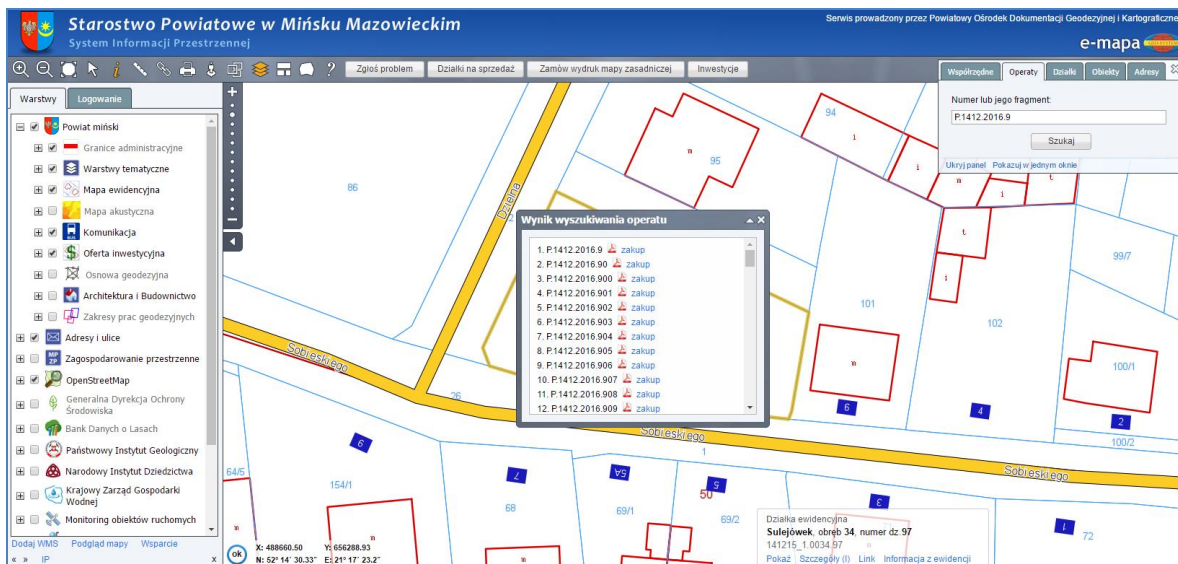 Starostwo Powiatowe w Mińsku Mazowieckim
System Informacji Przestrzennej
Serwis prowadzony przez Powiatowy Ośrodek Dokumentacji Geodezyjnej i Kartograficzne
e-mapa
Zgłoś problem
Działki na sprzedaż
Zamów wydruk mapy zasadniczej
Inwestycje
Współrzędne
Operaty
Działki
Obiekty
Adresy
Numer lub jego fragment:
P.1412.2016.9
Szukaj
Ukryj panel Pokazuj w jednym oknie
Warstwy
Logowanie
Powiat miński
Granice administracyjne
Warstwy tematyczne
Mapa ewidencyjna
Mapa akustyczna
Komunikacja
Oferta inwestycyjna
Osnowa geodezyjna
Architektura i Budownictwo
Zakresy prac geodezyjnych
Adresy i ulice
Zagospodarowanie przestrzenne
OpenStreetMap
Generalna Dyrekcja Ochrony
Środowiska
Bank Danych o Lasach
Państwowy Instytut Geologiczny
Narodowy Instytut Dziedzictwa
Krajowy Zarząd Gospodarki
Wodnej
Monitoring obiektów ruchomych
Dodaj WMS Podgląd mapy Wsparcie
« » IP x
Wynik wyszukiwania operatu
1. P.1412.2016.9 zakup
2. P.1412.2016.90 zakup
3. P.1412.2016.900 zakup
4. P.1412.2016.901 zakup
5. P.1412.2016.902 zakup
6. P.1412.2016.903 zakup
7. P.1412.2016.904 zakup
8. P.1412.2016.905 zakup
9. P.1412.2016.906 zakup
10. P.1412.2016.907 zakup
11. P.1412.2016.908 zakup
12. P.1412.2016.909 zakup
94
95
86
Dzielna
2
99/7
101
102
100/1
Sobieskiego
26
9
4
2
100/2
Sobieskiego
1
Sobieskiego
9
7
5A
5
3
1
64/5
154/1
68
69/1
50
69/2
72
ok
X: 488660.50 Y: 656288.93
N: 52° 14' 30.33" E: 21° 17' 23.2"
Działka ewidencyjna
Sulejówek, obręb 34, numer dz. 97
141215_1.0034.97
Pokaż Szczegóły (I) Link Informacja z ewidencji